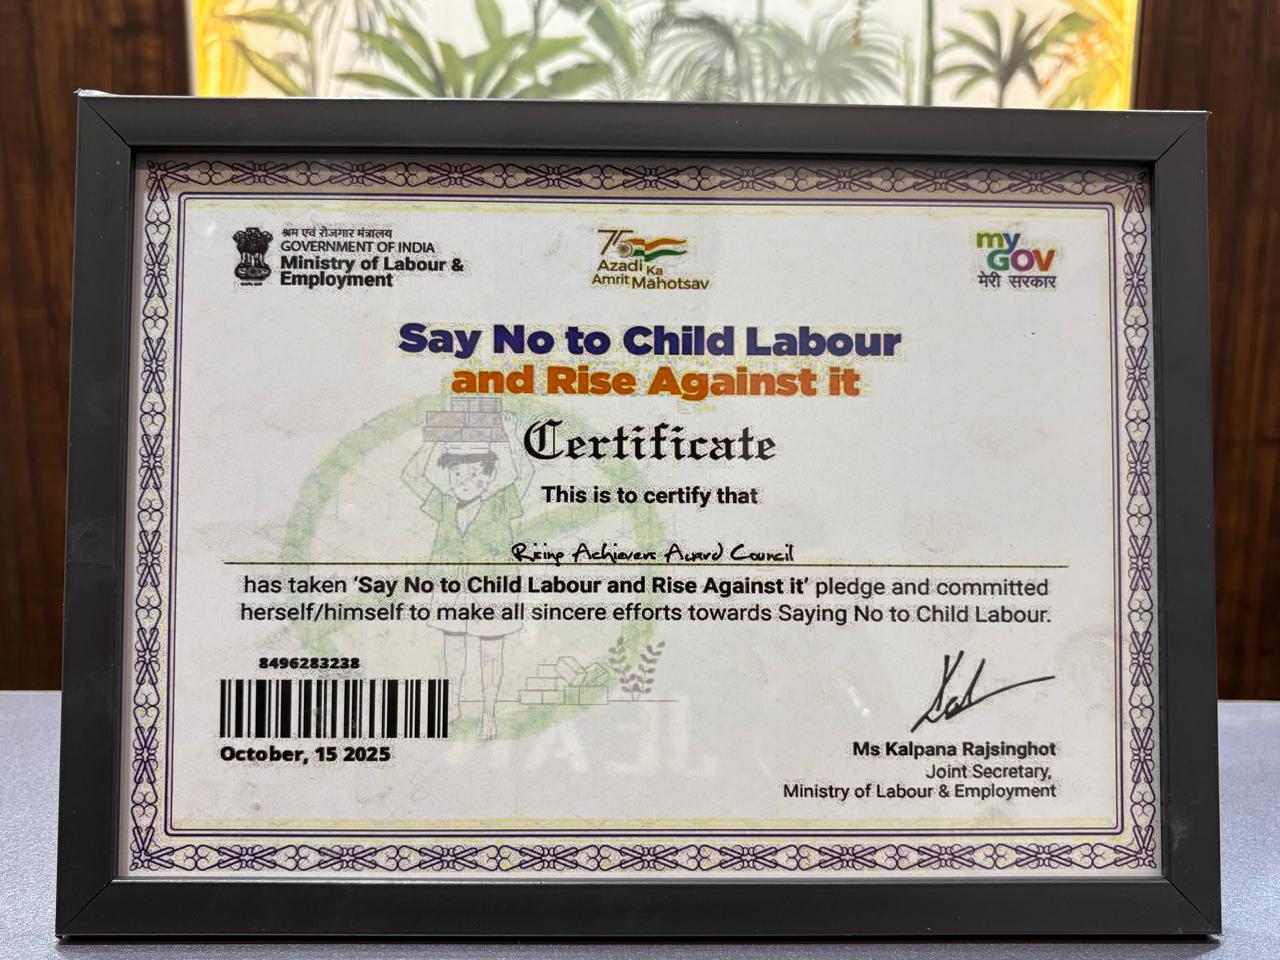 श्रम एवं रोजगार मंत्रालय
GOVERNMENT OF INDIA
Ministry of Labour &
Employment
75
Azadi Ka
Amrit Mahotsav
my
GOV
मेरी सरकार
Say No to Child Labour
and Rise Against it
Certificate
This is to certify that
Rising Achievers Award Council
has taken ‘Say No to Child Labour and Rise Against it’ pledge and committed
herself/himself to make all sincere efforts towards Saying No to Child Labour.
8496283238
October, 15 2025
Ms Kalpana Rajsinghot
Joint Secretary,
Ministry of Labour & Employment